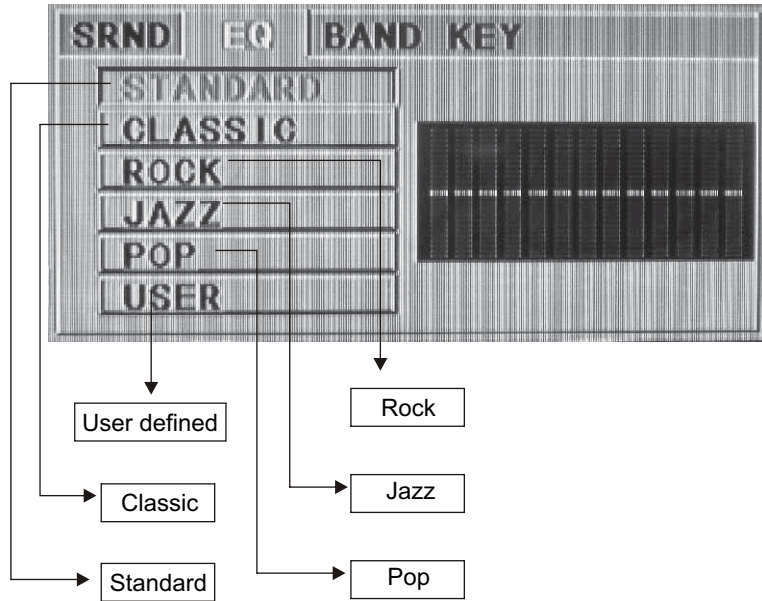 SRND EQ BAND KEY
STANDARD
CLASSIC
ROCK
JAZZ
POP
USER
User defined
Rock
Classic
Jazz
Standard
Pop